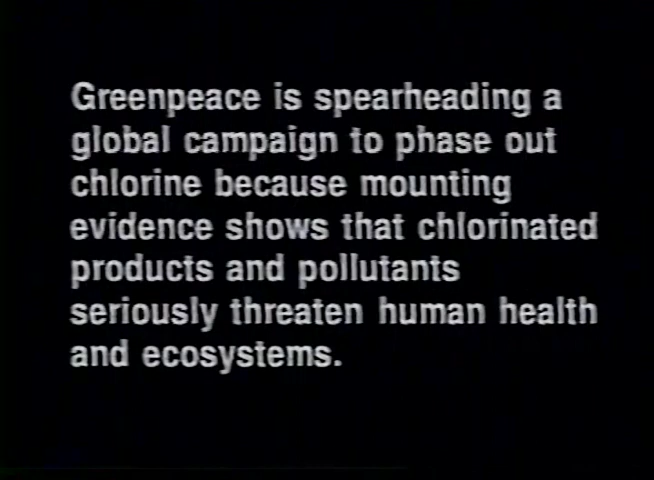 Greenpeace is spearheading a
global campaign to phase out
chlorine because mounting
evidence shows that chlorinated
products and pollutants
seriously threaten human health
and ecosystems.